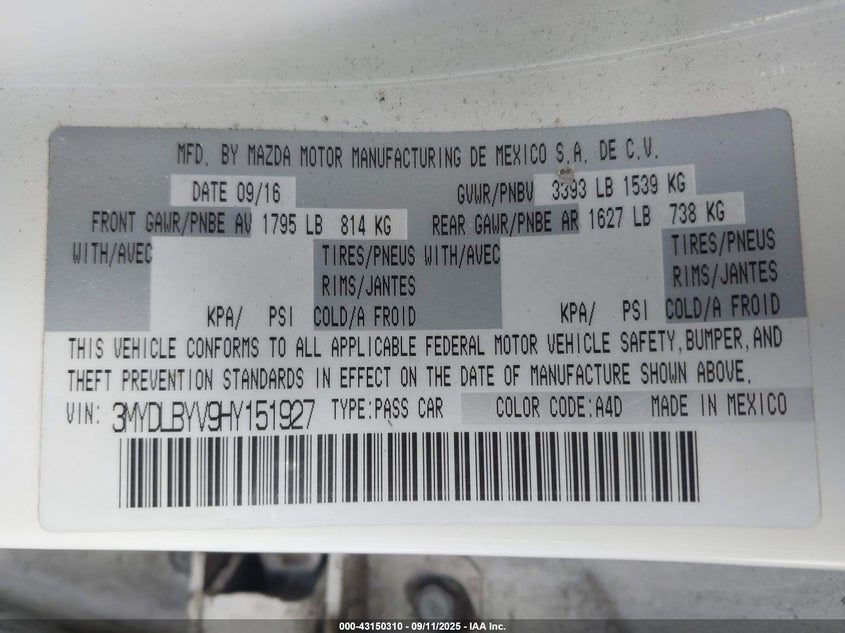 MFD. BY MAZDA MOTOR MANUFACTURING DE MEXICO S.A. DE C.V.
DATE 09/16 GVWR/PNBV 3393 LB 1539 KG
FRONT GAWR/PNBE AV 1795 LB 814 KG REAR GAWR/PNBE AR 1627 LB 738 KG
WITH/AVEC TIRES/PNEUS WITH/AVEC TIRES/PNEUS
RIMS/JANTES RIMS/JANTES
KPA/ PSI COLD/A FROID KPA/ PSI COLD/A FROID
THIS VEHICLE CONFORMS TO ALL APPLICABLE FEDERAL MOTOR VEHICLE SAFETY, BUMPER, AND
THEFT PREVENTION STANDARDS IN EFFECT ON THE DATE OF MANUFACTURE SHOWN ABOVE.
VIN: 3MYDLBYV9HY151927 TYPE:PASS CAR COLOR CODE:A4D MADE IN MEXICO
000-43150310 - 09/11/2025 - IAA Inc.